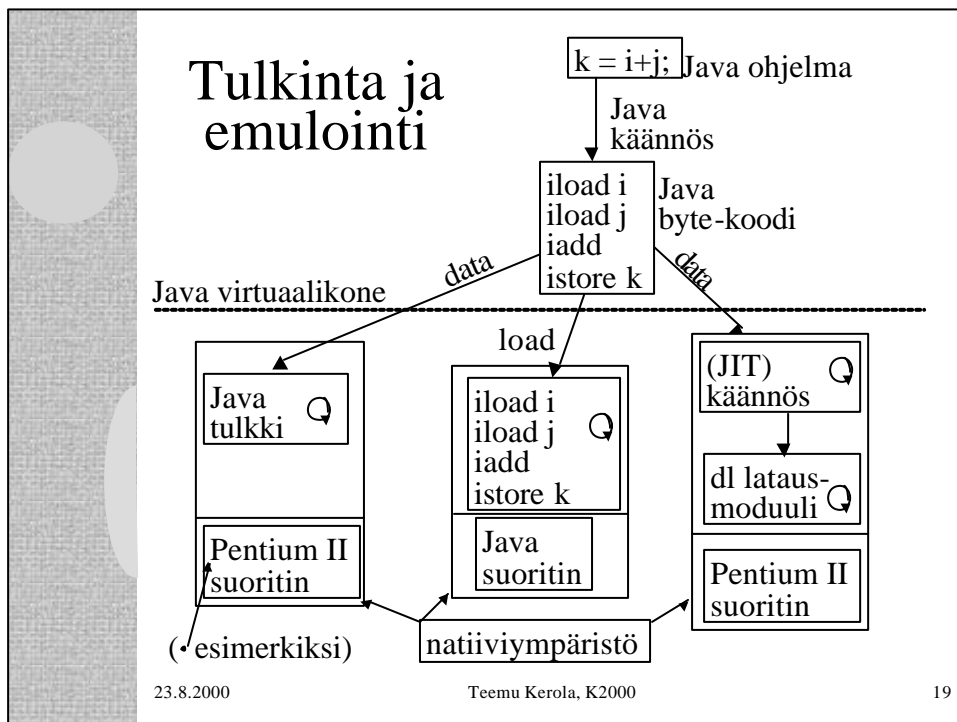 Tulkinta ja
emulointi
k = i+j;
Java ohjelma
Java
käännös
iload i
iload j
iadd
istore k
Java
byte-koodi
data
data
Java virtuaalikone
load
Java
tulkki
Pentium II
suoritin
(• esimerkiksi)
iload i
iload j
iadd
istore k
Java
suoritin
(JIT)
käännös
dl lataus-
moduuli
Pentium II
suoritin
natiiviympäristö
23.8.2000
Teemu Kerola, K2000
19